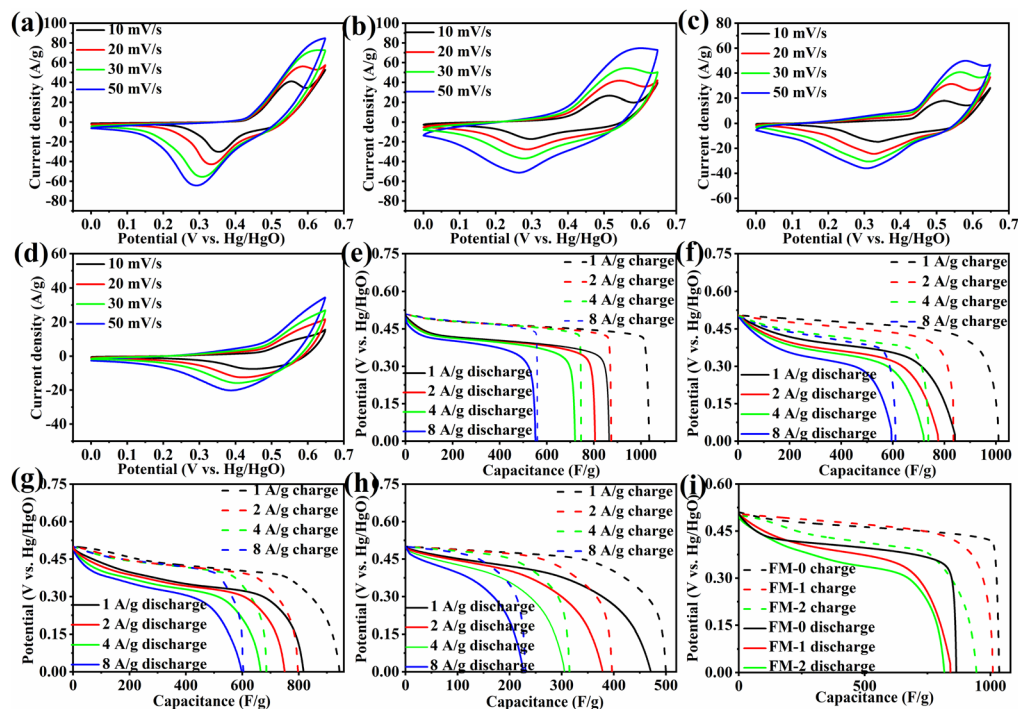 (a)
10 mV/s
20 mV/s
30 mV/s
50 mV/s
100
80
60
40
20
0
-20
-40
-60
-80
Current density (A/g)
0.0 0.1 0.2 0.3 0.4 0.5 0.6 0.7
Potential (V vs. Hg/HgO)
(b)
10 mV/s
20 mV/s
30 mV/s
50 mV/s
100
80
60
40
20
0
-20
-40
-60
-80
Current density (A/g)
0.0 0.1 0.2 0.3 0.4 0.5 0.6 0.7
Potential (V vs. Hg/HgO)
(c)
10 mV/s
20 mV/s
30 mV/s
50 mV/s
80
60
40
20
0
-20
-40
-60
Current density (A/g)
0.0 0.1 0.2 0.3 0.4 0.5 0.6 0.7
Potential (V vs. Hg/HgO)
(d)
10 mV/s
20 mV/s
30 mV/s
50 mV/s
60
40
20
0
-20
-40
Current density (A/g)
0.0 0.1 0.2 0.3 0.4 0.5 0.6 0.7
Potential (V vs. Hg/HgO)
(e)
1 A/g charge
2 A/g charge
4 A/g charge
8 A/g charge
1 A/g discharge
2 A/g discharge
4 A/g discharge
8 A/g discharge
0.75
0.60
0.45
0.30
0.15
0.00
Potential (V vs. Hg/HgO)
0 200 400 600 800 1000
Capacitance (F/g)
(f)
1 A/g charge
2 A/g charge
4 A/g charge
8 A/g charge
1 A/g discharge
2 A/g discharge
4 A/g discharge
8 A/g discharge
0.75
0.60
0.45
0.30
0.15
0.00
Potential (V vs. Hg/HgO)
0 200 400 600 800 1000
Capacitance (F/g)
(g)
1 A/g charge
2 A/g charge
4 A/g charge
8 A/g charge
1 A/g discharge
2 A/g discharge
4 A/g discharge
8 A/g discharge
0.75
0.60
0.45
0.30
0.15
0.00
Potential (V vs. Hg/HgO)
0 200 400 600 800
Capacitance (F/g)
(h)
1 A/g charge
2 A/g charge
4 A/g charge
8 A/g charge
1 A/g discharge
2 A/g discharge
4 A/g discharge
8 A/g discharge
0.75
0.60
0.45
0.30
0.15
0.00
Potential (V vs. Hg/HgO)
0 100 200 300 400 500
Capacitance (F/g)
(i)
FM-0 charge
FM-1 charge
FM-2 charge
FM-0 discharge
FM-1 discharge
FM-2 discharge
0.60
0.45
0.30
0.15
0.00
Potential (V vs. Hg/HgO)
0 500 1000
Capacitance (F/g)